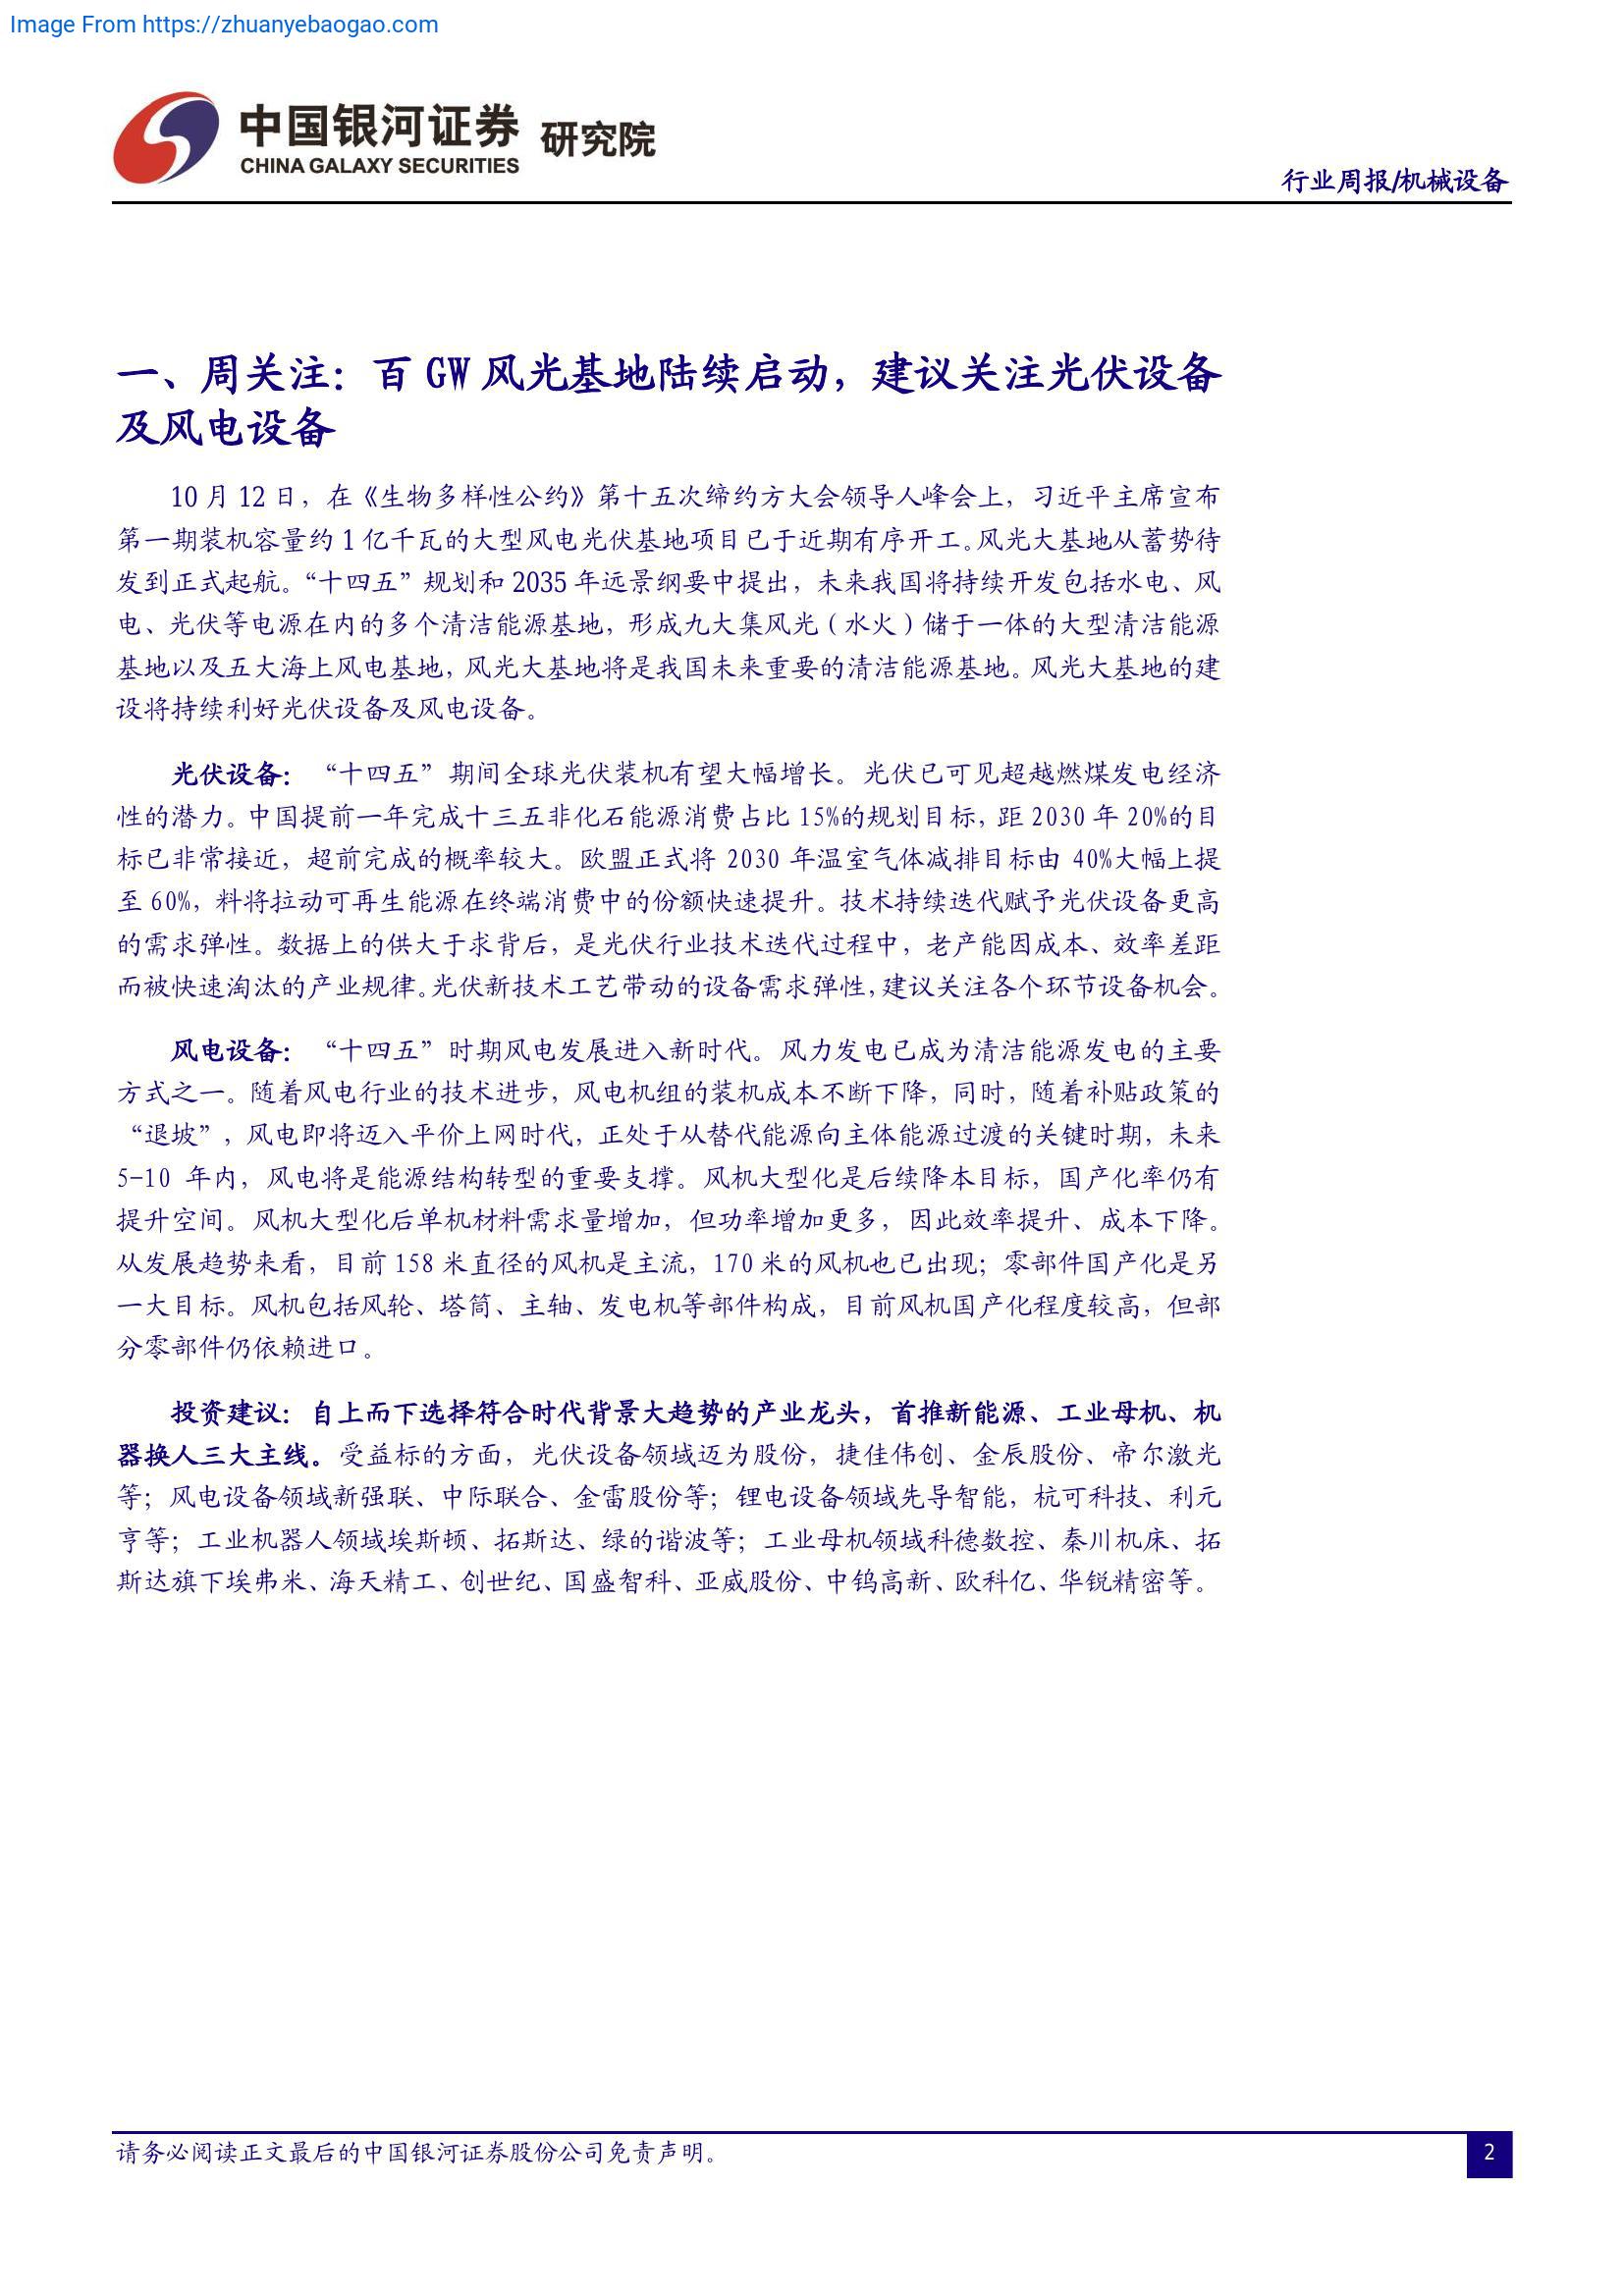 Image From https://zhuanyebaogao.com
中国银河证券 研究院
CHINA GALAXY SECURITIES
行业周报/机械设备
一、周关注：百 GW 风光基地陆续启动，建议关注光伏设备
及风电设备
10 月 12 日，在《生物多样性公约》第十五次缔约方大会领导人峰会上，习近平主席宣布
第一期装机容量约 1 亿千瓦的大型风电光伏基地项目已于近期有序开工。风光大基地从蓄势待
发到正式起航。“十四五”规划和 2035 年远景纲要中提出，未来我国将持续开发包括水电、风
电、光伏等电源在内的多个清洁能源基地，形成九大集风光（水火）储于一体的大型清洁能源
基地以及五大海上风电基地，风光大基地将是我国未来重要的清洁能源基地。风光大基地的建
设将持续利好光伏设备及风电设备。
光伏设备：“十四五”期间全球光伏装机有望大幅增长。光伏已可见超越燃煤发电经济
性的潜力。中国提前一年完成十三五非化石能源消费占比 15%的规划目标，距 2030 年 20%的目
标已非常接近，超前完成的概率较大。欧盟正式将 2030 年温室气体减排目标由 40%大幅上提
至 60%，料将拉动可再生能源在终端消费中的份额快速提升。技术持续迭代赋予光伏设备更高
的需求弹性。数据上的供大于求背后，是光伏行业技术迭代过程中，老产能因成本、效率差距
而被快速淘汰的产业规律。光伏新技术工艺带动的设备需求弹性，建议关注各个环节设备机会。
风电设备：“十四五”时期风电发展进入新时代。风力发电已成为清洁能源发电的主要
方式之一。随着风电行业的技术进步，风电机组的装机成本不断下降，同时，随着补贴政策的
“退坡”，风电即将迈入平价上网时代，正处于从替代能源向主体能源过渡的关键时期，未来
5-10 年内，风电将是能源结构转型的重要支撑。风机大型化是后续降本目标，国产化率仍有
提升空间。风机大型化后单机材料需求量增加，但功率增加更多，因此效率提升、成本下降。
从发展趋势来看，目前 158 米直径的风机是主流，170 米的风机也已出现；零部件国产化是另
一大目标。风机包括风轮、塔筒、主轴、发电机等部件构成，目前风机国产化程度较高，但部
分零部件仍依赖进口。
投资建议：自上而下选择符合时代背景大趋势的产业龙头，首推新能源、工业母机、机
器换人三大主线。受益标的方面，光伏设备领域迈为股份，捷佳伟创、金辰股份、帝尔激光
等；风电设备领域新强联、中际联合、金雷股份等；锂电设备领域先导智能，杭可科技、利元
亨等；工业机器人领域埃斯顿、拓斯达、绿的谐波等；工业母机领域科德数控、秦川机床、拓
斯达旗下埃弗米、海天精工、创世纪、国盛智科、亚威股份、中钨高新、欧科亿、华锐精密等。
请务必阅读正文最后的中国银河证券股份公司免责声明。
2